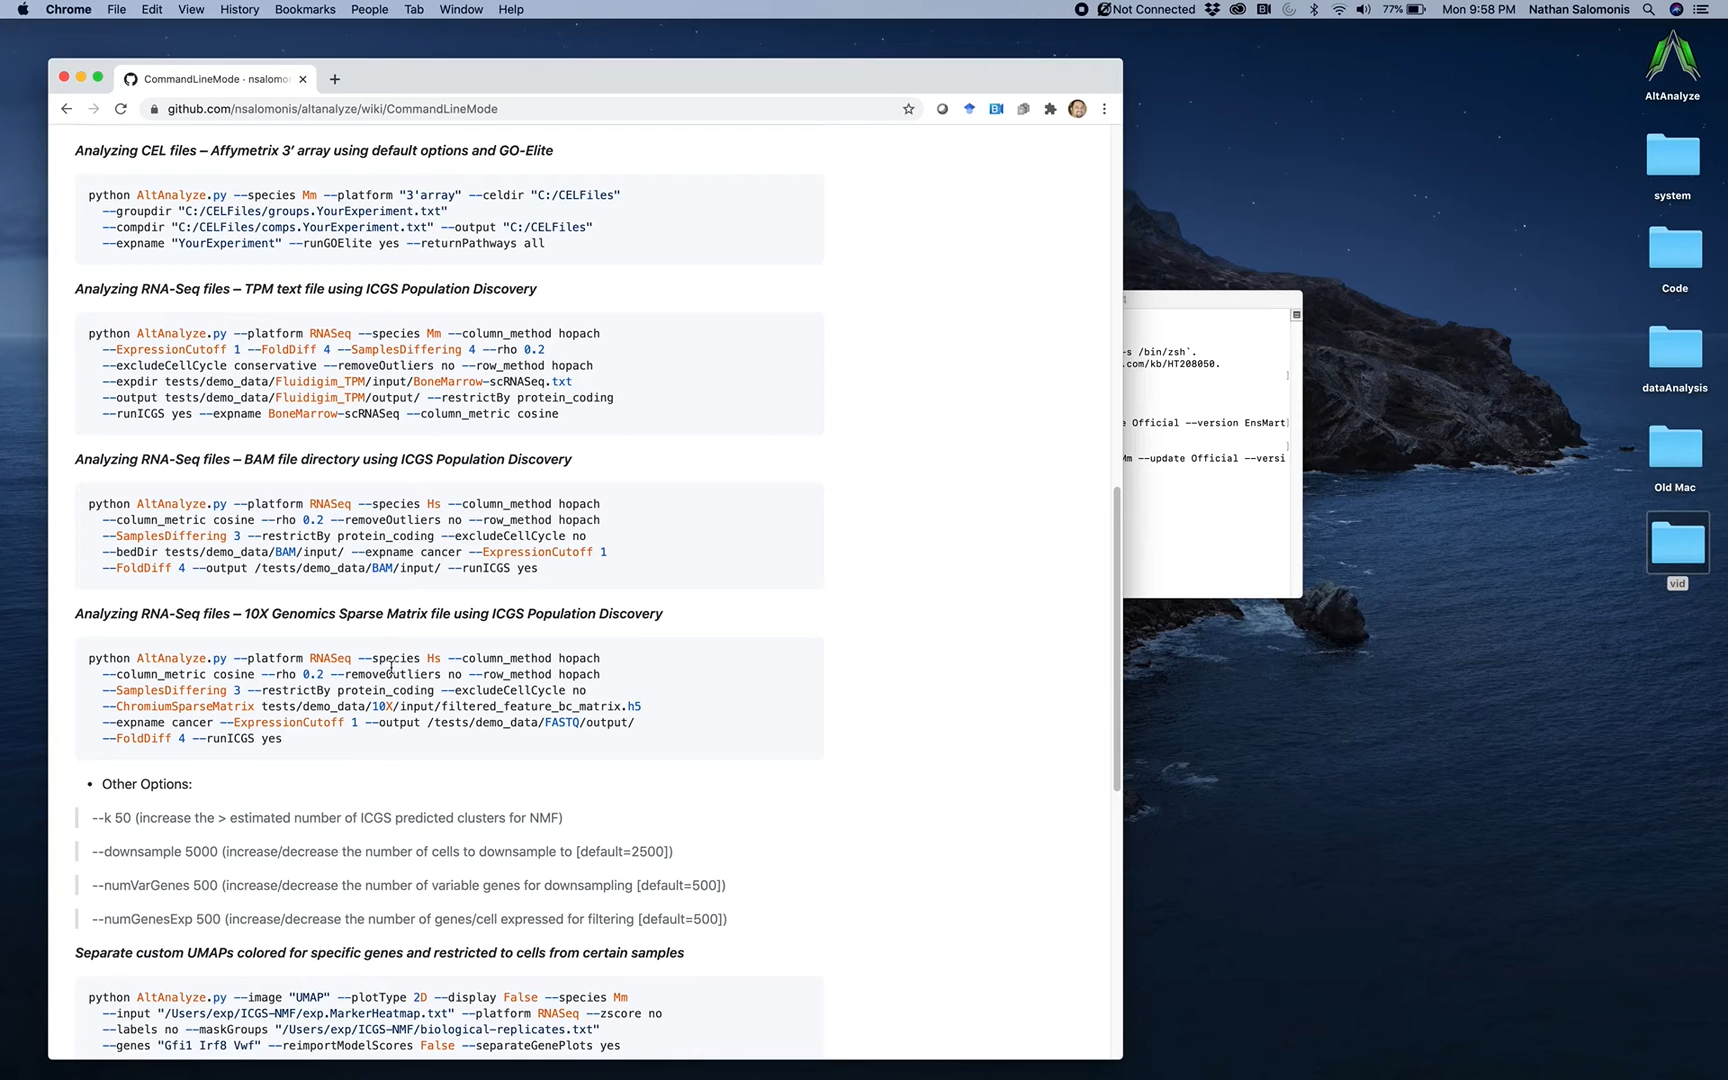 Chrome File Edit View History Bookmarks People Tab Window Help Not Connected 77% Mon 9:58 PM Nathan Salomonis
CommandLineMode · nsalomo
github.com/nsalomonis/altanalyze/wiki/CommandLineMode
Analyzing CEL files – Affymetrix 3' array using default options and GO-Elite
python AltAnalyze.py --species Mm --platform "3'array" --celdir "C:/CELFiles"
--groupdir "C:/CELFiles/groups.YourExperiment.txt"
--compdir "C:/CELFiles/comps.YourExperiment.txt" --output "C:/CELFiles"
--expname "YourExperiment" --runGOElite yes --returnPathways all
Analyzing RNA-Seq files – TPM text file using ICGS Population Discovery
python AltAnalyze.py --platform RNASeq --species Mm --column_method hopach
--ExpressionCutoff 1 --FoldDiff 4 --SamplesDiffering 4 --rho 0.2
--excludeCellCycle conservative --removeOutliers no --row_method hopach
--expdir tests/demo_data/Fluidigim_TPM/input/BoneMarrow-scRNASeq.txt
--output tests/demo_data/Fluidigim_TPM/output/ --restrictBy protein_coding
--runICGS yes --expname BoneMarrow-scRNASeq --column_metric cosine
Analyzing RNA-Seq files – BAM file directory using ICGS Population Discovery
python AltAnalyze.py --platform RNASeq --species Hs --column_method hopach
--column_metric cosine --rho 0.2 --removeOutliers no --row_method hopach
--SamplesDiffering 3 --restrictBy protein_coding --excludeCellCycle no
--bedDir tests/demo_data/BAM/input/ --expname cancer --ExpressionCutoff 1
--FoldDiff 4 --output /tests/demo_data/BAM/input/ --runICGS yes
Analyzing RNA-Seq files – 10X Genomics Sparse Matrix file using ICGS Population Discovery
python AltAnalyze.py --platform RNASeq --species Hs --column_method hopach
--column_metric cosine --rho 0.2 --removeOutliers no --row_method hopach
--SamplesDiffering 3 --restrictBy protein_coding --excludeCellCycle no
--ChromiumSparseMatrix tests/demo_data/10X/input/filtered_feature_bc_matrix.h5
--expname cancer --ExpressionCutoff 1 --output /tests/demo_data/FASTQ/output/
--FoldDiff 4 --runICGS yes
• Other Options:
--k 50 (increase the > estimated number of ICGS predicted clusters for NMF)
--downsample 5000 (increase/decrease the number of cells to downsample to [default=2500])
--numVarGenes 500 (increase/decrease the number of variable genes for downsampling [default=500])
--numGenesExp 500 (increase/decrease the number of genes/cell expressed for filtering [default=500])
Separate custom UMAPs colored for specific genes and restricted to cells from certain samples
python AltAnalyze.py --image "UMAP" --plotType 2D --display False --species Mm
--input "/Users/exp/ICGS-NMF/exp.MarkerHeatmap.txt" --platform RNASeq --zscore no
--labels no --maskGroups "/Users/exp/ICGS-NMF/biological-replicates.txt"
--genes "Gfi1 Irf8 Vwf" --reimportModelScores False --separateGenePlots yes
-s /bin/zsh`.
.com/kb/HT208050.
e Official --version EnsMart
Mm --update Official --versi
AltAnalyze
system
Code
dataAnalysis
Old Mac
vid